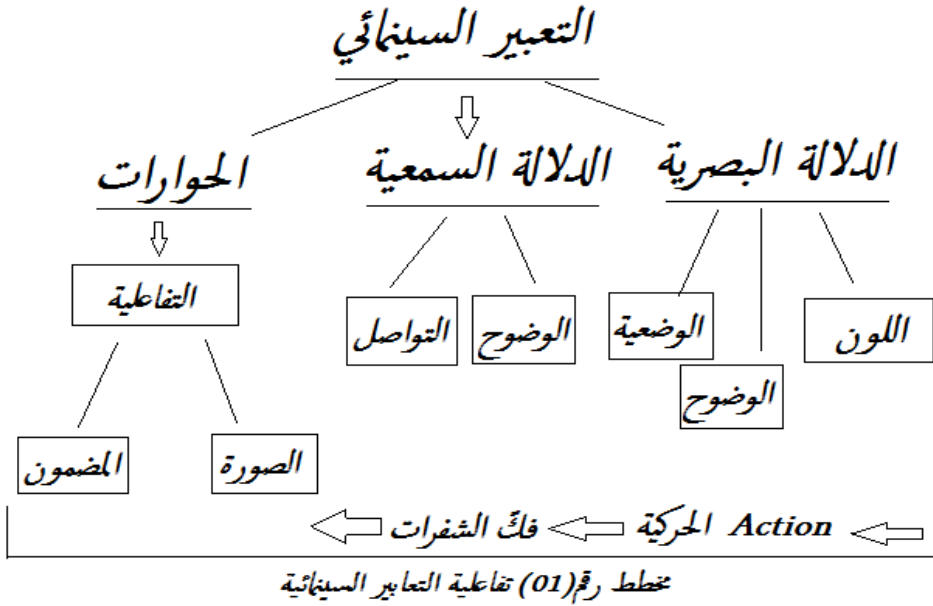 التعبير السينمائي
الدلالة البصرية
الدلالة السمعية
الحوارات
اللون
الوضوح
الوضعية
الوضوح
التواصل
التفاعلية
الصورة
المضمون
Action الحركية
فكّ الشفرات
مخطط رقم(01) تفاعلية التعابير السينمائية